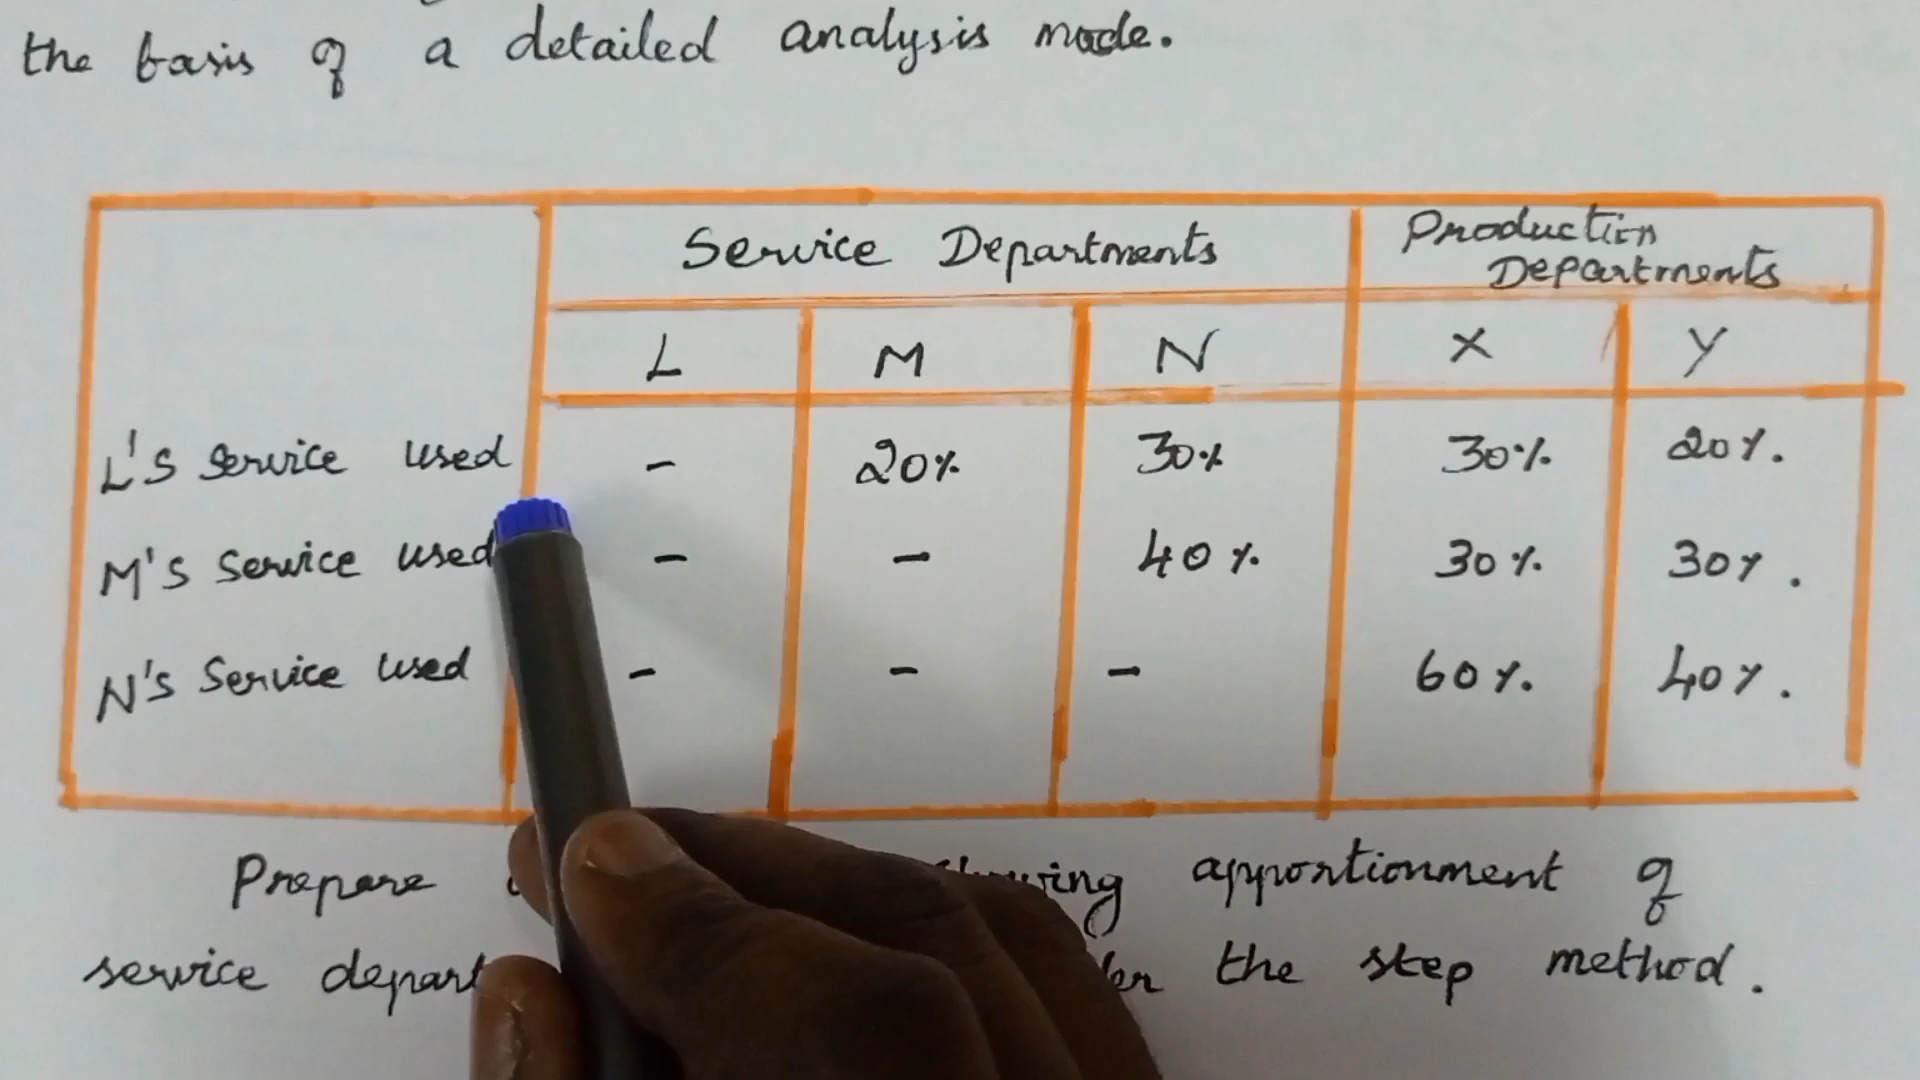 the basis of a detailed analysis made.
Service Departments
Production
Departments
L M N X Y
L'S Service used - 20% 30% 30% 20%.
M'S Service used - - 40% 30% 30%.
N'S Service used - - - 60%. 40%.
Prepare showing apportionment of
service the step method.